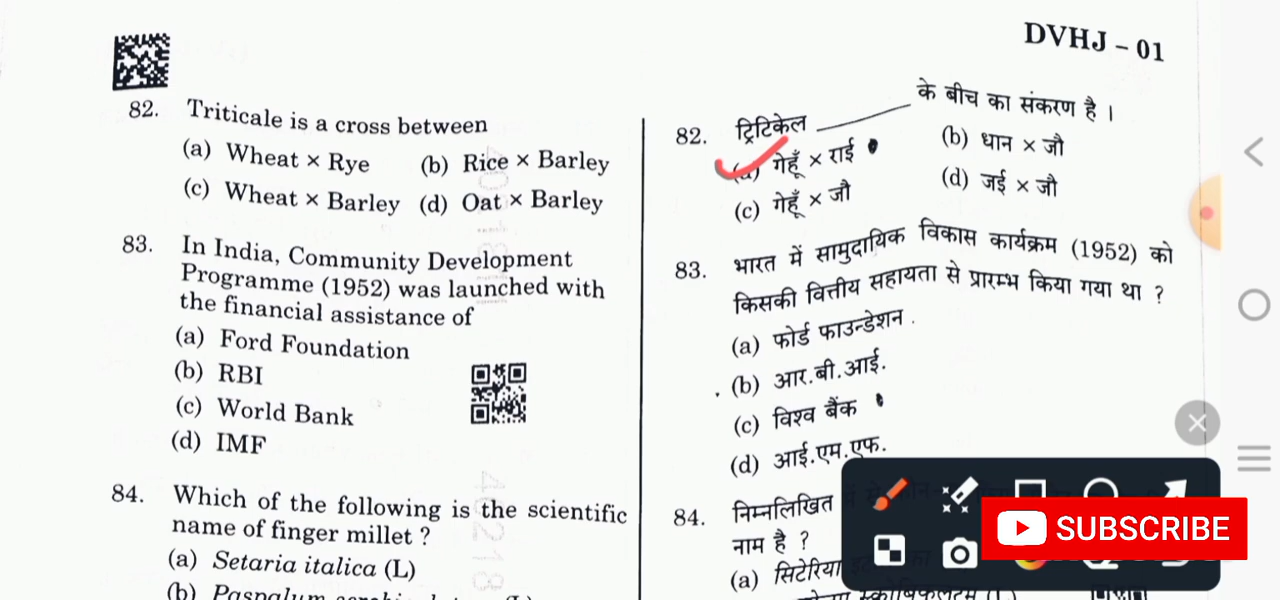 DVHJ – 01
82. Triticale is a cross between
(a) Wheat × Rye (b) Rice × Barley
(c) Wheat × Barley (d) Oat × Barley
83. In India, Community Development
Programme (1952) was launched with
the financial assistance of
(a) Ford Foundation
(b) RBI
(c) World Bank
(d) IMF
84. Which of the following is the scientific
name of finger millet ?
(a) Setaria italica (L)
(b)
82. ट्रिटिकेल ______ के बीच का संकरण है ।
(a) गेहूँ × राई (b) धान × जौ
(c) गेहूँ × जौ (d) जई × जौ
83. भारत में सामुदायिक विकास कार्यक्रम (1952) को
किसकी वित्तीय सहायता से प्रारम्भ किया गया था ?
(a) फोर्ड फाउन्डेशन .
(b) आर.बी.आई.
(c) विश्व बैंक
(d) आई.एम.एफ.
84. निम्नलिखित
नाम है ?
(a) सिटेरिया
SUBSCRIBE